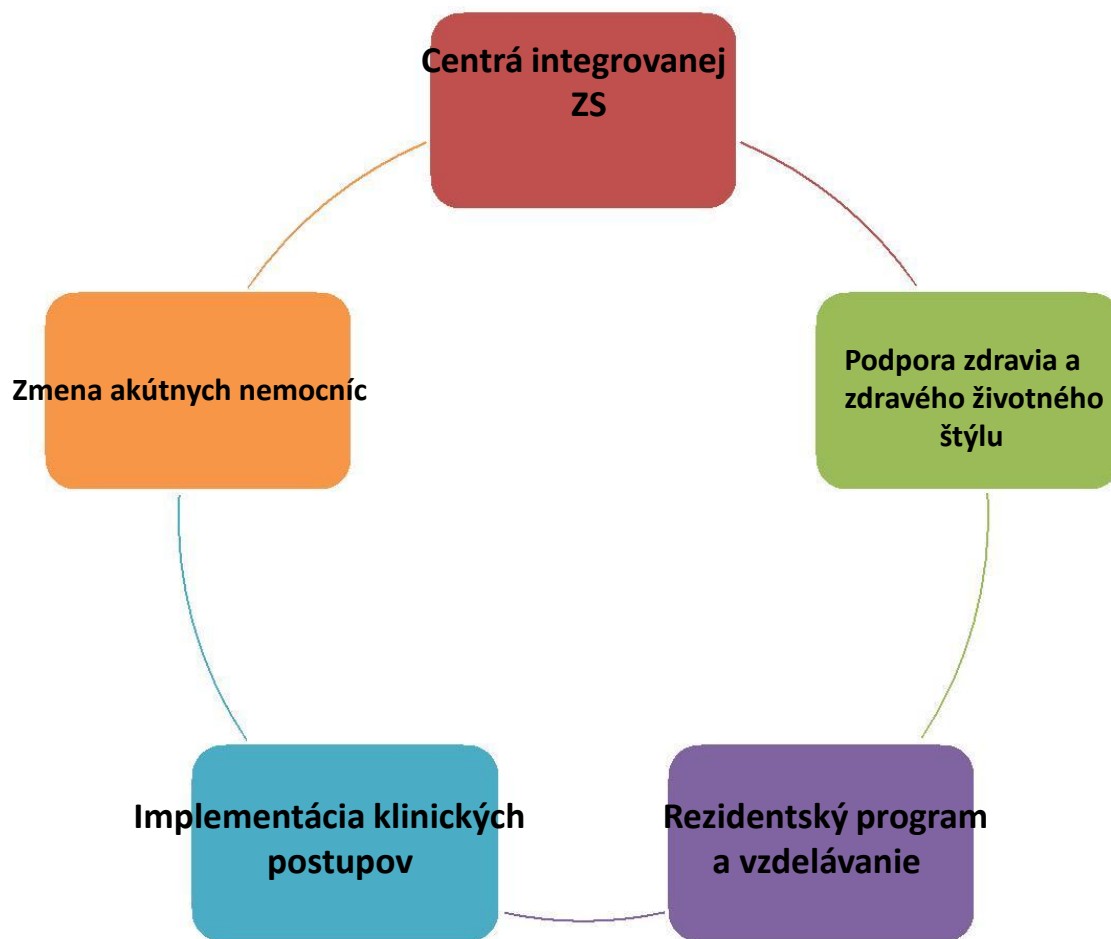 Centrá integrovanej
ZS
Podpora zdravia a
zdravého životného
štýlu
Zmena akútnych nemocníc
Implementácia klinických
postupov
Rezidentský program
a vzdelávanie